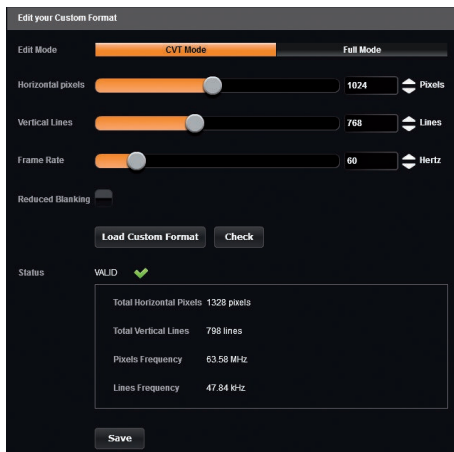 Edit your Custom Format
Edit Mode CVT Mode Full Mode
Horizontal pixels 1024 Pixels
Vertical Lines 768 Lines
Frame Rate 60 Hertz
Reduced Blanking
Load Custom Format Check
Status VALID
Total Horizontal Pixels 1328 pixels
Total Vertical Lines 798 lines
Pixels Frequency 63.58 MHz
Lines Frequency 47.84 kHz
Save